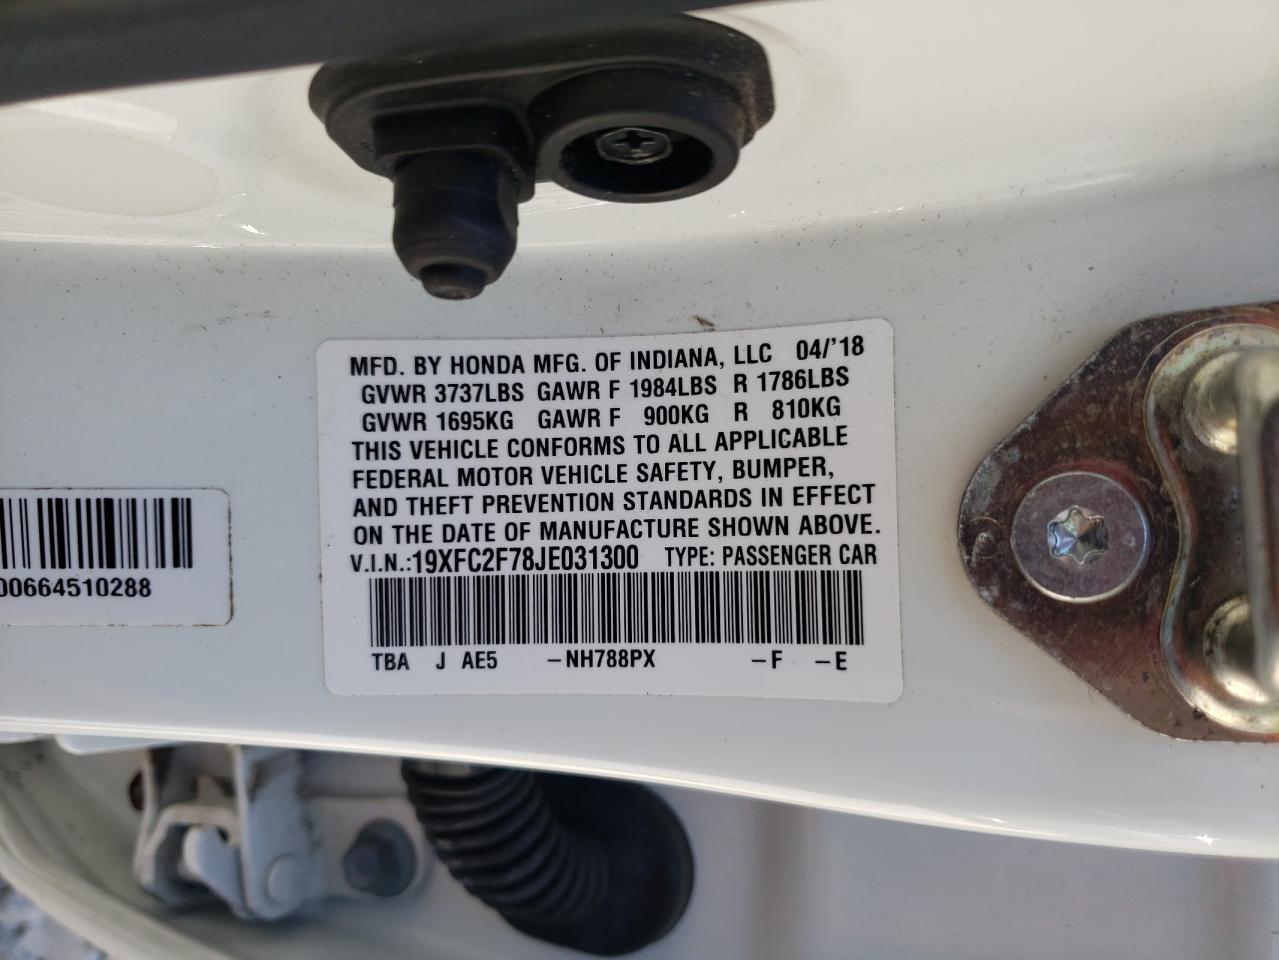 MFD. BY HONDA MFG. OF INDIANA, LLC 04/'18
GVWR 3737LBS GAWR F 1984LBS R 1786LBS
GVWR 1695KG GAWR F 900KG R 810KG
THIS VEHICLE CONFORMS TO ALL APPLICABLE
FEDERAL MOTOR VEHICLE SAFETY, BUMPER,
AND THEFT PREVENTION STANDARDS IN EFFECT
ON THE DATE OF MANUFACTURE SHOWN ABOVE.
V.I.N.:19XFC2F78JE031300 TYPE: PASSENGER CAR
TBA J AE5 –NH788PX –F –E
00664510288